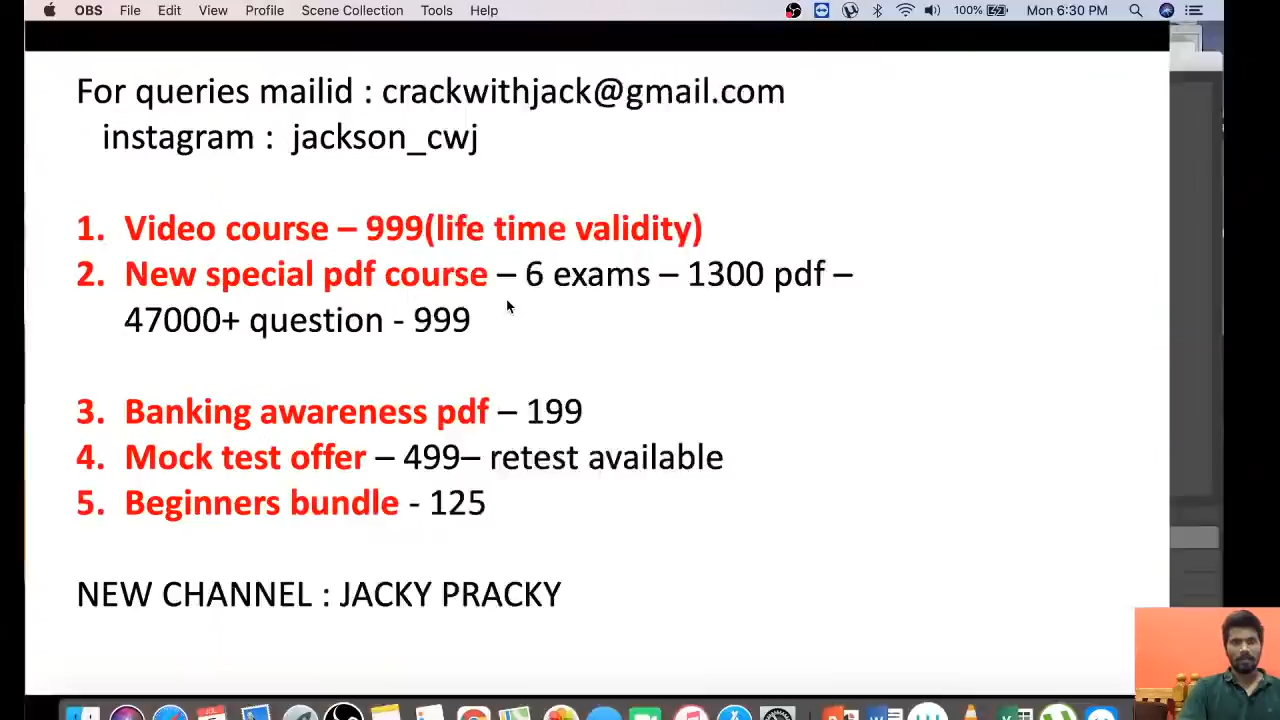 OBS File Edit View Profile Scene Collection Tools Help 100% Mon 6:30 PM
For queries mailid : crackwithjack@gmail.com
instagram : jackson_cwj
1. Video course – 999(life time validity)
2. New special pdf course – 6 exams – 1300 pdf –
47000+ question - 999
3. Banking awareness pdf – 199
4. Mock test offer – 499– retest available
5. Beginners bundle - 125
NEW CHANNEL : JACKY PRACKY